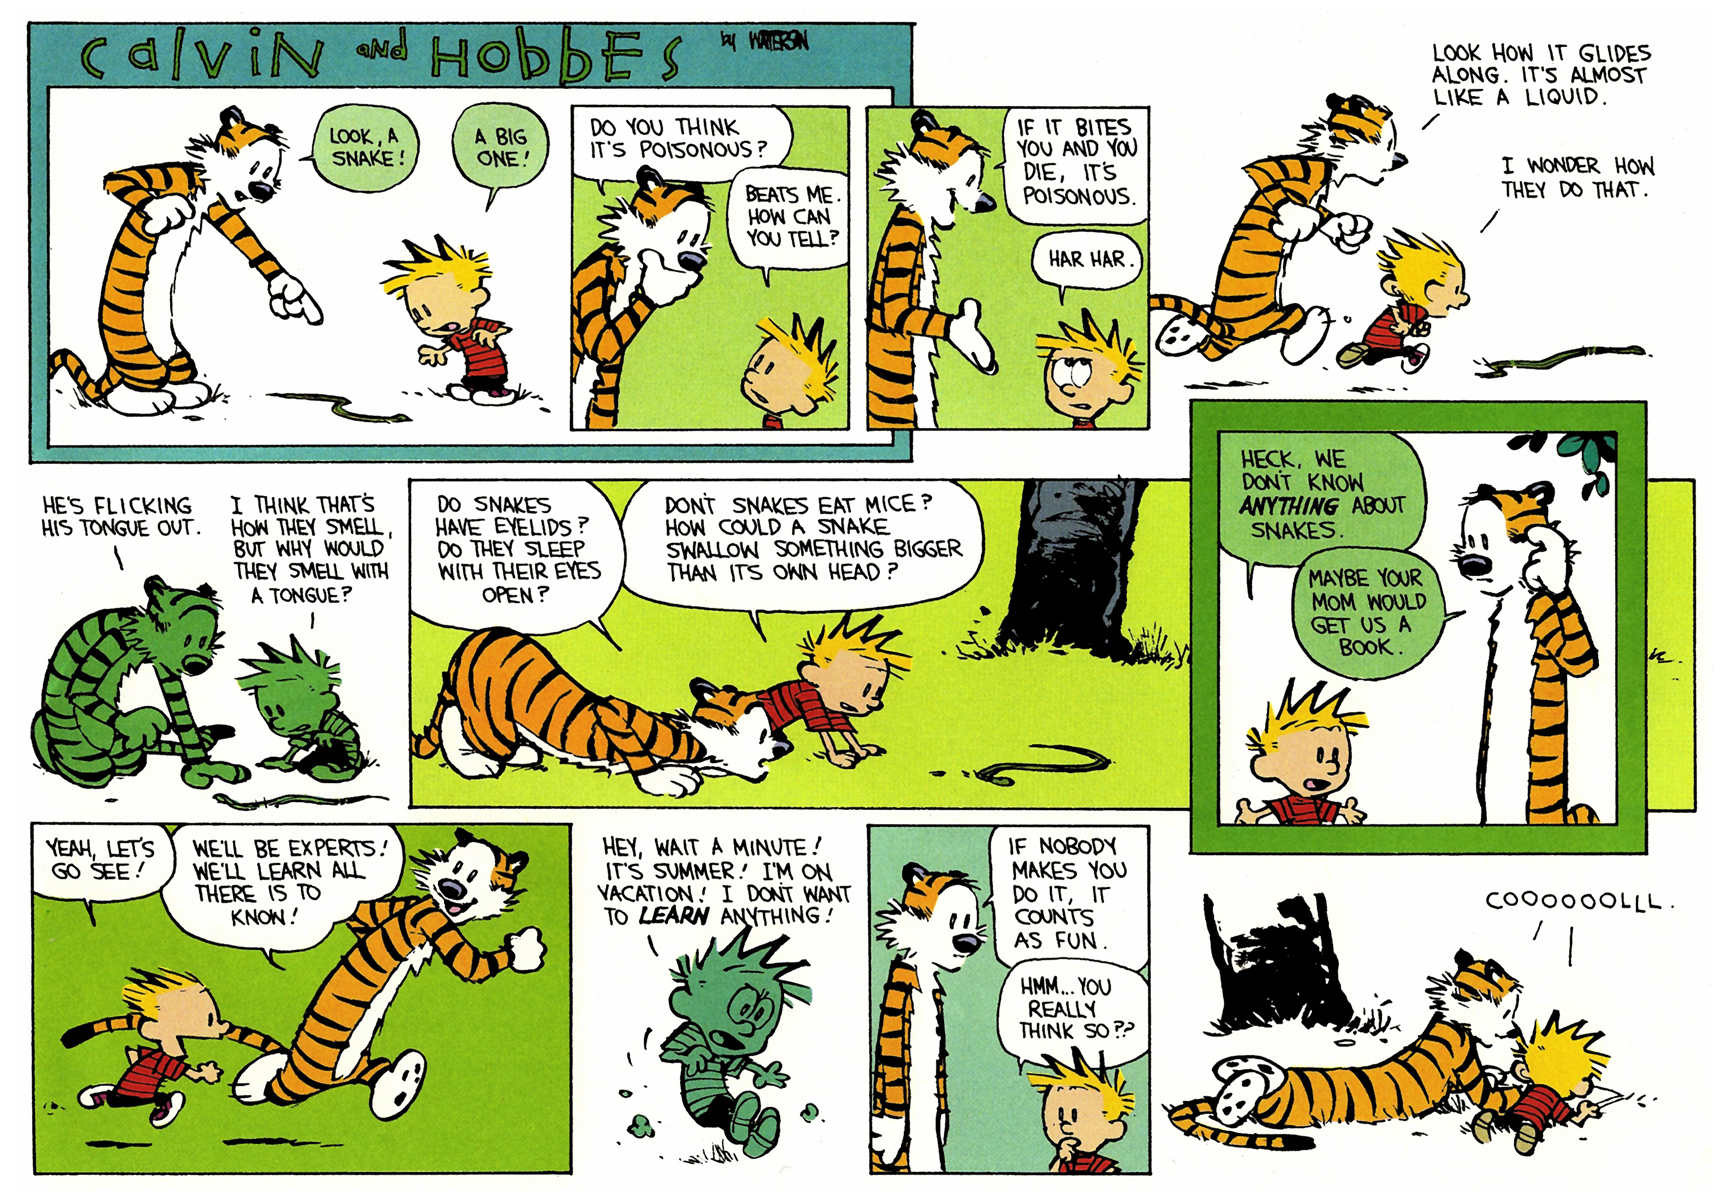 CALVIN AND HOBBES
by WATTERSON
LOOK, A
SNAKE!
A BIG
ONE!
DO YOU THINK
IT'S POISONOUS?
BEATS ME.
HOW CAN
YOU TELL?
IF IT BITES
YOU AND YOU
DIE, IT'S
POISONOUS.
HAR HAR.
LOOK HOW IT GLIDES
ALONG. IT'S ALMOST
LIKE A LIQUID.
I WONDER HOW
THEY DO THAT.
HE'S FLICKING
HIS TONGUE OUT.
I THINK THAT'S
HOW THEY SMELL,
BUT WHY WOULD
THEY SMELL WITH
A TONGUE?
DO SNAKES
HAVE EYELIDS?
DO THEY SLEEP
WITH THEIR EYES
OPEN?
DON'T SNAKES EAT MICE?
HOW COULD A SNAKE
SWALLOW SOMETHING BIGGER
THAN ITS OWN HEAD?
HECK, WE
DON'T KNOW
ANYTHING ABOUT
SNAKES.
MAYBE YOUR
MOM WOULD
GET US A
BOOK.
YEAH, LET'S
GO SEE!
WE'LL BE EXPERTS!
WE'LL LEARN ALL
THERE IS TO
KNOW!
HEY, WAIT A MINUTE!
IT'S SUMMER! I'M ON
VACATION! I DON'T WANT
TO LEARN ANYTHING!
IF NOBODY
MAKES YOU
DO IT, IT
COUNTS
AS FUN.
HMM...YOU
REALLY
THINK SO??
COOOOOOLLL.